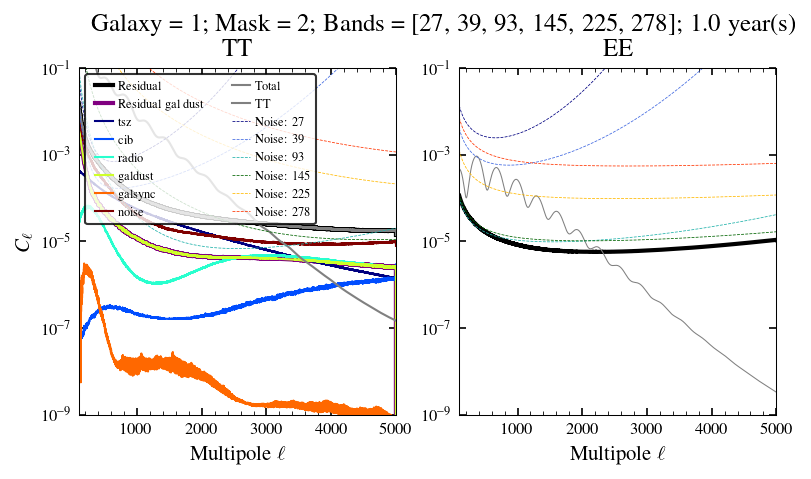 Galaxy = 1; Mask = 2; Bands = [27, 39, 93, 145, 225, 278]; 1.0 year(s)
TT
EE
10⁻¹
10⁻³
10⁻⁵
10⁻⁷
10⁻⁹
C_ℓ
Residual
Residual gal dust
tsz
cib
radio
galdust
galsync
noise
Total
TT
Noise: 27
Noise: 39
Noise: 93
Noise: 145
Noise: 225
Noise: 278
1000 2000 3000 4000 5000
Multipole ℓ
10⁻¹
10⁻³
10⁻⁵
10⁻⁷
10⁻⁹
1000 2000 3000 4000 5000
Multipole ℓ